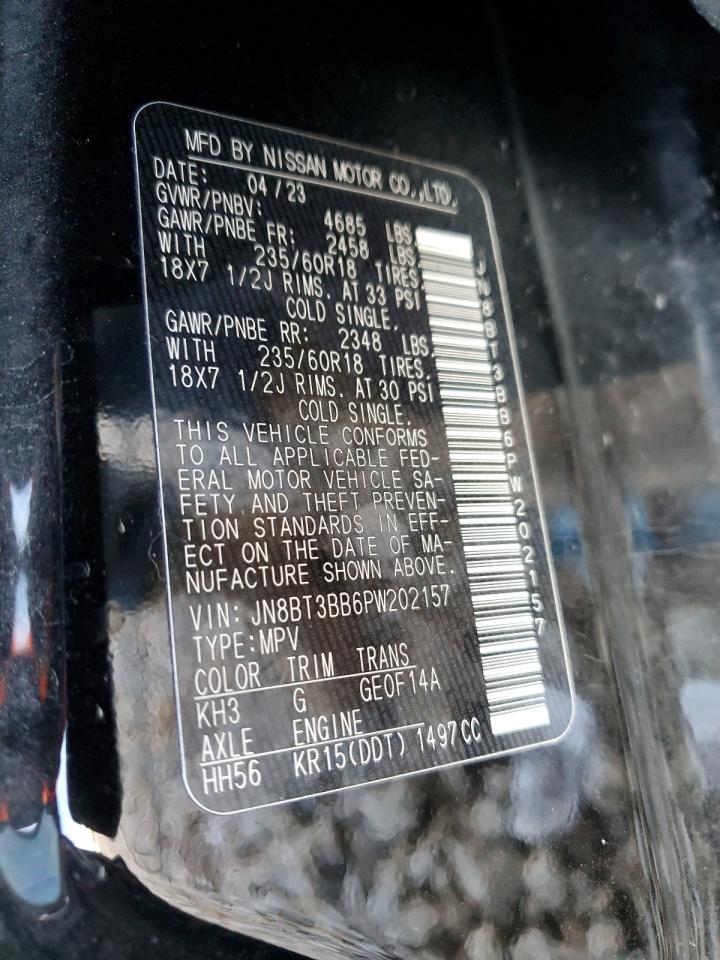 MFD BY NISSAN MOTOR CO.,LTD.
DATE: 04/23
GVWR/PNBV: 4685 LBS
GAWR/PNBE FR: 2458 LBS
WITH 235/60R18 TIRES,
18X7 1/2J RIMS. AT 33 PSI
COLD SINGLE.
GAWR/PNBE RR: 2348 LBS
WITH 235/60R18 TIRES,
18X7 1/2J RIMS. AT 30 PSI
COLD SINGLE.
THIS VEHICLE CONFORMS
TO ALL APPLICABLE FED-
ERAL MOTOR VEHICLE SA-
FETY AND THEFT PREVEN-
TION STANDARDS IN EFF-
ECT ON THE DATE OF MA-
NUFACTURE SHOWN ABOVE.
VIN: JN8BT3BB6PW202157
TYPE:MPV
COLOR TRIM TRANS
KH3 G GE0F14A
AXLE ENGINE
HH56 KR15(DDT) 1497CC
JN8BT3BB6PW202157